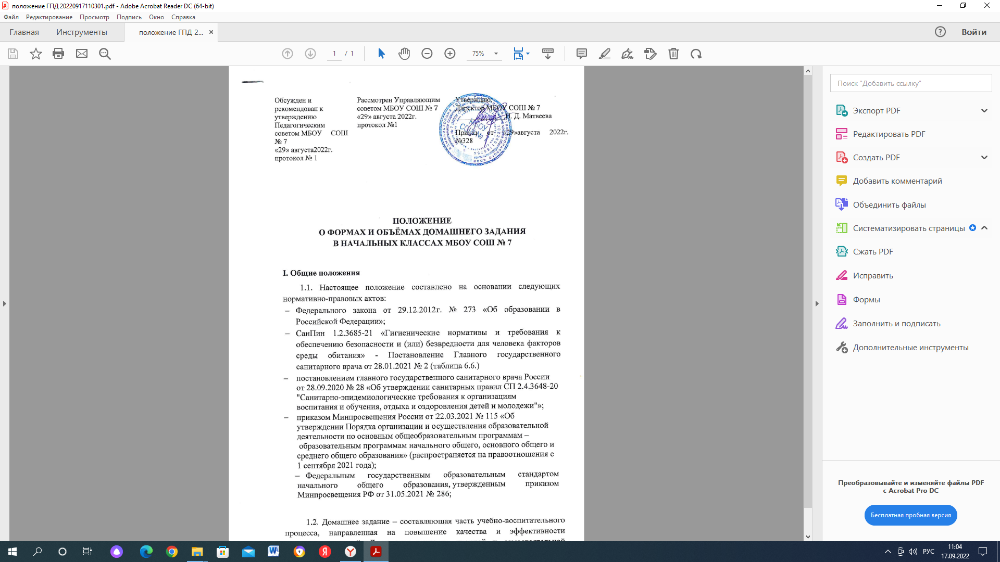 положение ГПД 20220917110301.pdf - Adobe Acrobat Reader DC (64-bit)
Файл Редактирование Просмотр Подпись Окно Справка
Главная Инструменты положение ГПД 2... × Войти
1 / 1 75%
Обсужден и
рекомендован к
утверждению
Педагогическим
советом МБОУ СОШ
№ 7
«29» августа2022г.
протокол № 1
Рассмотрен Управляющим
советом МБОУ СОШ № 7
«29» августа 2022г.
протокол №1
Утверждаю:
Директор МБОУ СОШ № 7
Н. Д. Матвеева
Приказ от «29»августа 2022г.
№328
ПОЛОЖЕНИЕ
О ФОРМАХ И ОБЪЁМАХ ДОМАШНЕГО ЗАДАНИЯ
В НАЧАЛЬНЫХ КЛАССАХ МБОУ СОШ № 7
I. Общие положения
1.1. Настоящее положение составлено на основании следующих
нормативно-правовых актов:
– Федерального закона от 29.12.2012г. № 273 «Об образовании в
Российской Федерации»;
– СанПин 1.2.3685-21 «Гигиенические нормативы и требования к
обеспечению безопасности и (или) безвредности для человека факторов
среды обитания» - Постановление Главного государственного
санитарного врача от 28.01.2021 № 2 (таблица 6.6.)
– постановлением главного государственного санитарного врача России
от 28.09.2020 № 28 «Об утверждении санитарных правил СП 2.4.3648-20
"Санитарно-эпидемиологические требования к организациям
воспитания и обучения, отдыха и оздоровления детей и молодежи"»;
– приказом Минпросвещения России от 22.03.2021 № 115 «Об
утверждении Порядка организации и осуществления образовательной
деятельности по основным общеобразовательным программам –
образовательным программам начального общего, основного общего и
среднего общего образования» (распространяется на правоотношения с
1 сентября 2021 года);
– Федеральным государственным образовательным стандартом
начального общего образования, утвержденным приказом
Минпросвещения РФ от 31.05.2021 № 286;
1.2. Домашнее задание – составляющая часть учебно-воспитательного
процесса, направленная на повышение качества и эффективности
Поиск "Добавить ссылку"
Экспорт PDF
Редактировать PDF
Создать PDF
Добавить комментарий
Объединить файлы
Систематизировать страницы
Сжать PDF
Исправить
Формы
Заполнить и подписать
Дополнительные инструменты
Преобразовывайте и изменяйте файлы PDF
с Acrobat Pro DC
Бесплатная пробная версия
РУС
11:04
17.09.2022